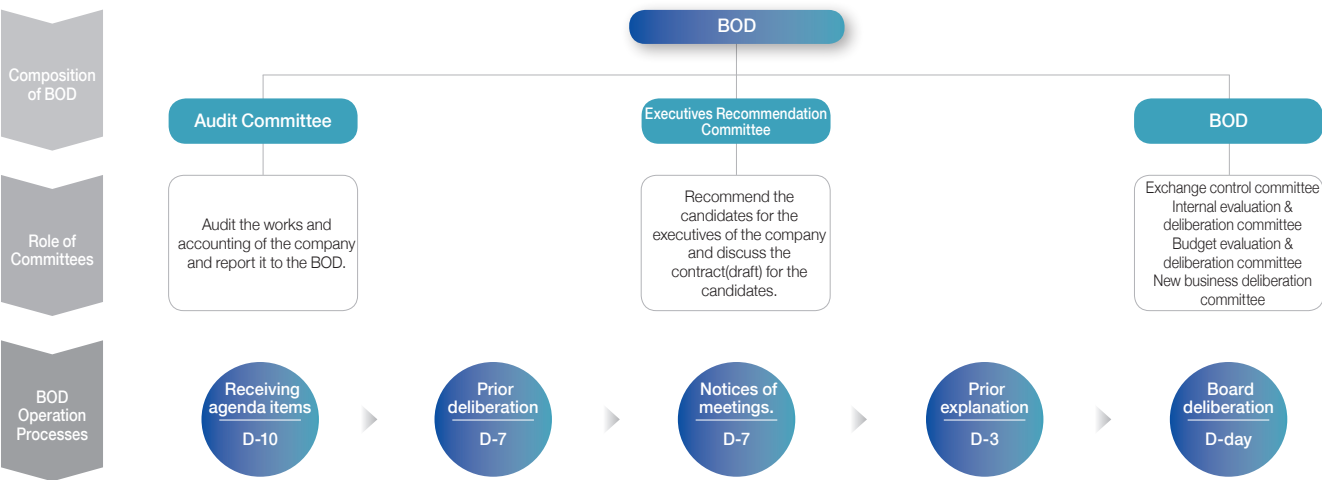 BOD
Composition
of BOD
Audit Committee
Executives Recommendation
Committee
BOD
Role of
Committees
Audit the works and
accounting of the company
and report it to the BOD.
Recommend the
candidates for the
executives of the company
and discuss the
contract(draft) for the
candidates.
Exchange control committee
Internal evaluation &
deliberation committee
Budget evaluation &
deliberation committee
New business deliberation
committee
BOD
Operation
Processes
Receiving
agenda items
D-10
Prior
deliberation
D-7
Notices of
meetings.
D-7
Prior
explanation
D-3
Board
deliberation
D-day